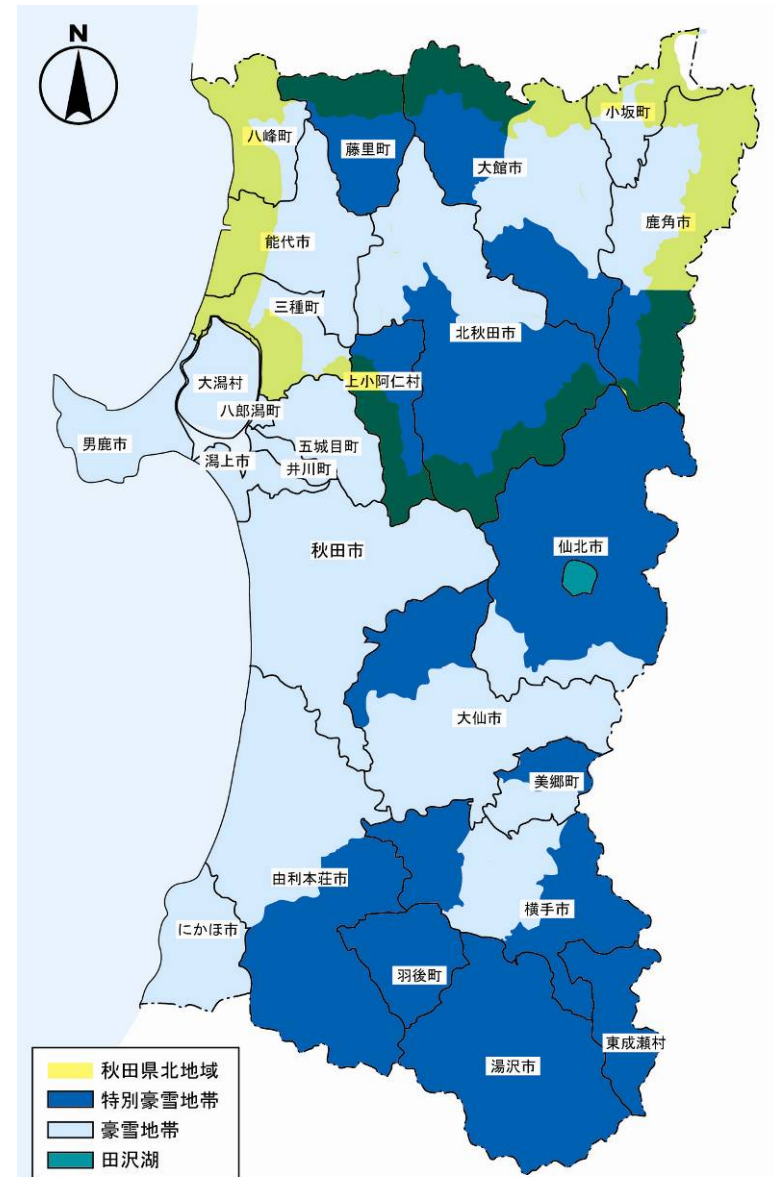 N
小坂町
八峰町
藤里町
大館市
鹿角市
能代市
三種町
北秋田市
上小阿仁村
大潟村
八郎潟町
男鹿市
五城目町
潟上市
井川町
秋田市
仙北市
大仙市
美郷町
由利本荘市
横手市
にかほ市
羽後町
東成瀬村
湯沢市
秋田県北地域
特別豪雪地帯
豪雪地帯
田沢湖